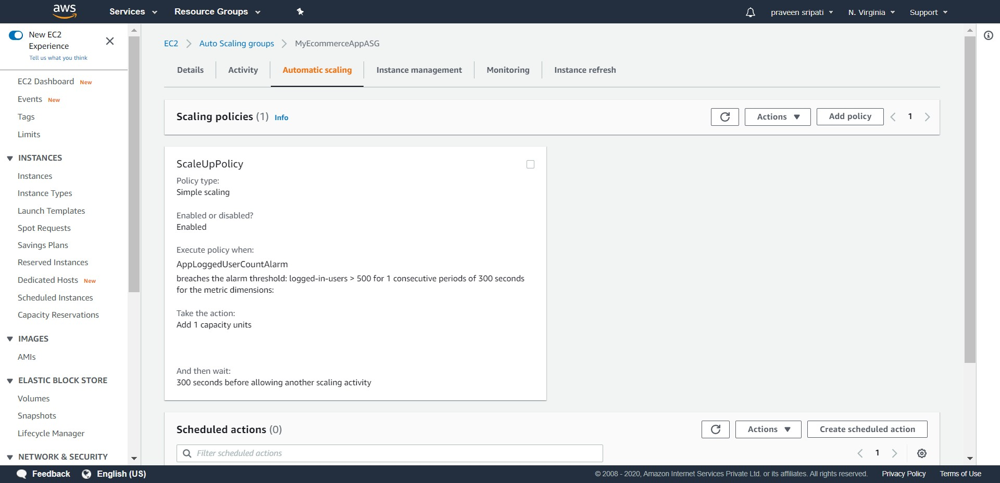 aws
Services
Resource Groups
praveen sripati
N. Virginia
Support
New EC2
Experience
Tell us what you think
EC2 Dashboard New
Events New
Tags
Limits
INSTANCES
Instances
Instance Types
Launch Templates
Spot Requests
Savings Plans
Reserved Instances
Dedicated Hosts New
Scheduled Instances
Capacity Reservations
IMAGES
AMIs
ELASTIC BLOCK STORE
Volumes
Snapshots
Lifecycle Manager
NETWORK & SECURITY
EC2 > Auto Scaling groups > MyEcommerceAppASG
Details
Activity
Automatic scaling
Instance management
Monitoring
Instance refresh
Scaling policies (1) Info
Actions
Add policy
1
ScaleUpPolicy
Policy type:
Simple scaling
Enabled or disabled?
Enabled
Execute policy when:
AppLoggedUserCountAlarm
breaches the alarm threshold: logged-in-users > 500 for 1 consecutive periods of 300 seconds
for the metric dimensions:
Take the action:
Add 1 capacity units
And then wait:
300 seconds before allowing another scaling activity
Scheduled actions (0)
Actions
Create scheduled action
Filter scheduled actions
1
Feedback
English (US)
© 2008 - 2020, Amazon Internet Services Private Ltd. or its affiliates. All rights reserved.
Privacy Policy
Terms of Use